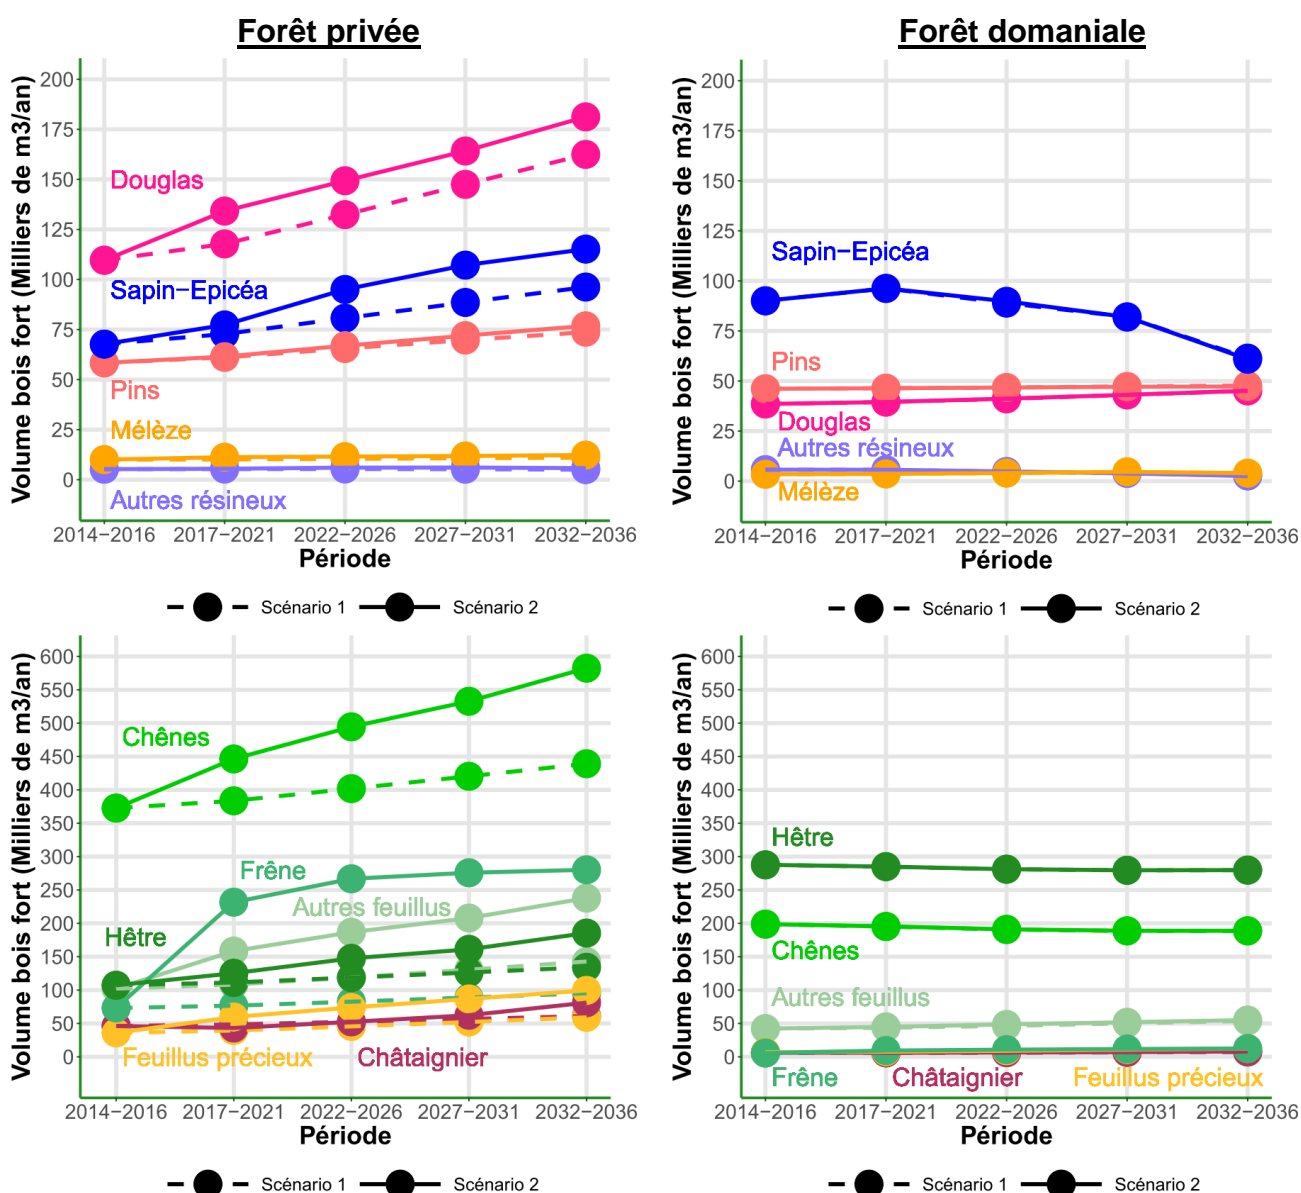 Forêt privée
Volume bois fort (Milliers de m3/an)
200
175
150
125
100
75
50
25
0
Douglas
Sapin−Epicéa
Pins
Mélèze
Autres résineux
2014−2016 2017−2021 2022−2026 2027−2031 2032−2036
Période
Scénario 1 Scénario 2
Forêt domaniale
Volume bois fort (Milliers de m3/an)
200
175
150
125
100
75
50
25
0
Sapin−Epicéa
Pins
Douglas
Autres résineux
Mélèze
2014−2016 2017−2021 2022−2026 2027−2031 2032−2036
Période
Scénario 1 Scénario 2
Volume bois fort (Milliers de m3/an)
600
550
500
450
400
350
300
250
200
150
100
50
0
Chênes
Frêne
Autres feuillus
Hêtre
Feuillus précieux Châtaignier
2014−2016 2017−2021 2022−2026 2027−2031 2032−2036
Période
Scénario 1 Scénario 2
Volume bois fort (Milliers de m3/an)
600
550
500
450
400
350
300
250
200
150
100
50
0
Hêtre
Chênes
Autres feuillus
Frêne Châtaignier Feuillus précieux
2014−2016 2017−2021 2022−2026 2027−2031 2032−2036
Période
Scénario 1 Scénario 2